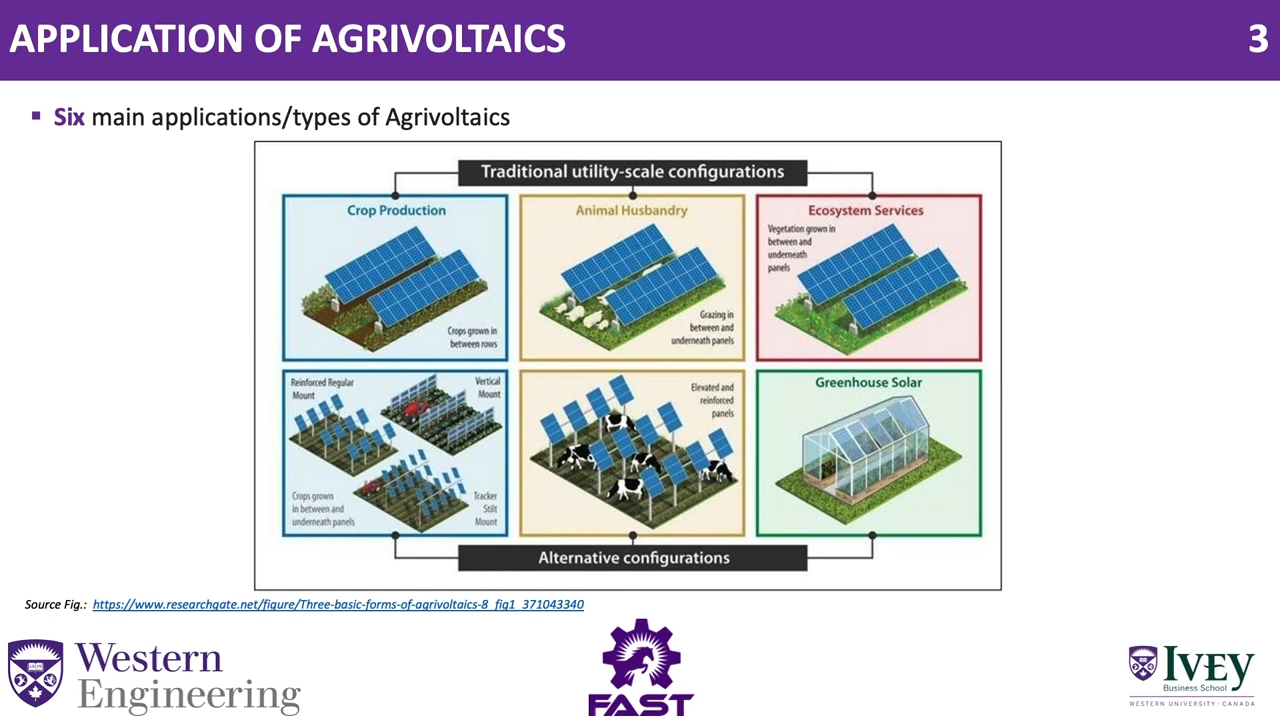 APPLICATION OF AGRIVOLTAICS
3
▪ Six main applications/types of Agrivoltaics
Traditional utility-scale configurations
Crop Production
Crops grown in
between rows
Animal Husbandry
Grazing in
between and
underneath panels
Ecosystem Services
Vegetation grown in
between and
underneath
panels
Reinforced Regular
Mount
Vertical
Mount
Crops grown
in between and
underneath panels
Tracker
Stilt
Mount
Elevated and
reinforced
panels
Greenhouse Solar
Alternative configurations
Source Fig.: https://www.researchgate.net/figure/Three-basic-forms-of-agrivoltaics-8_fig1_371043340
Western
Engineering
FAST
IVEY
Business School
WESTERN UNIVERSITY · CANADA